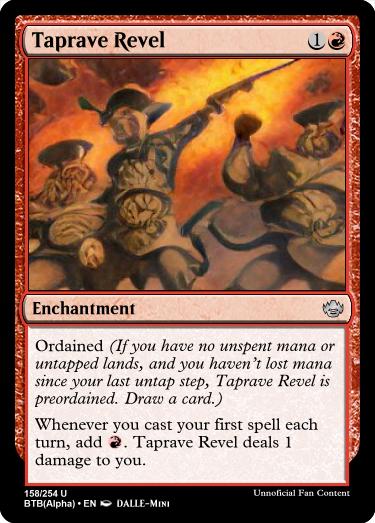 Taprave Revel 1
Enchantment
Ordained (If you have no unspent mana or
untapped lands, and you haven't lost mana
since your last untap step, Taprave Revel is
preordained. Draw a card.)
Whenever you cast your first spell each
turn, add . Taprave Revel deals 1
damage to you.
158/254 U
Unofficial Fan Content
BTB(Alpha) • EN DALLE-Mini